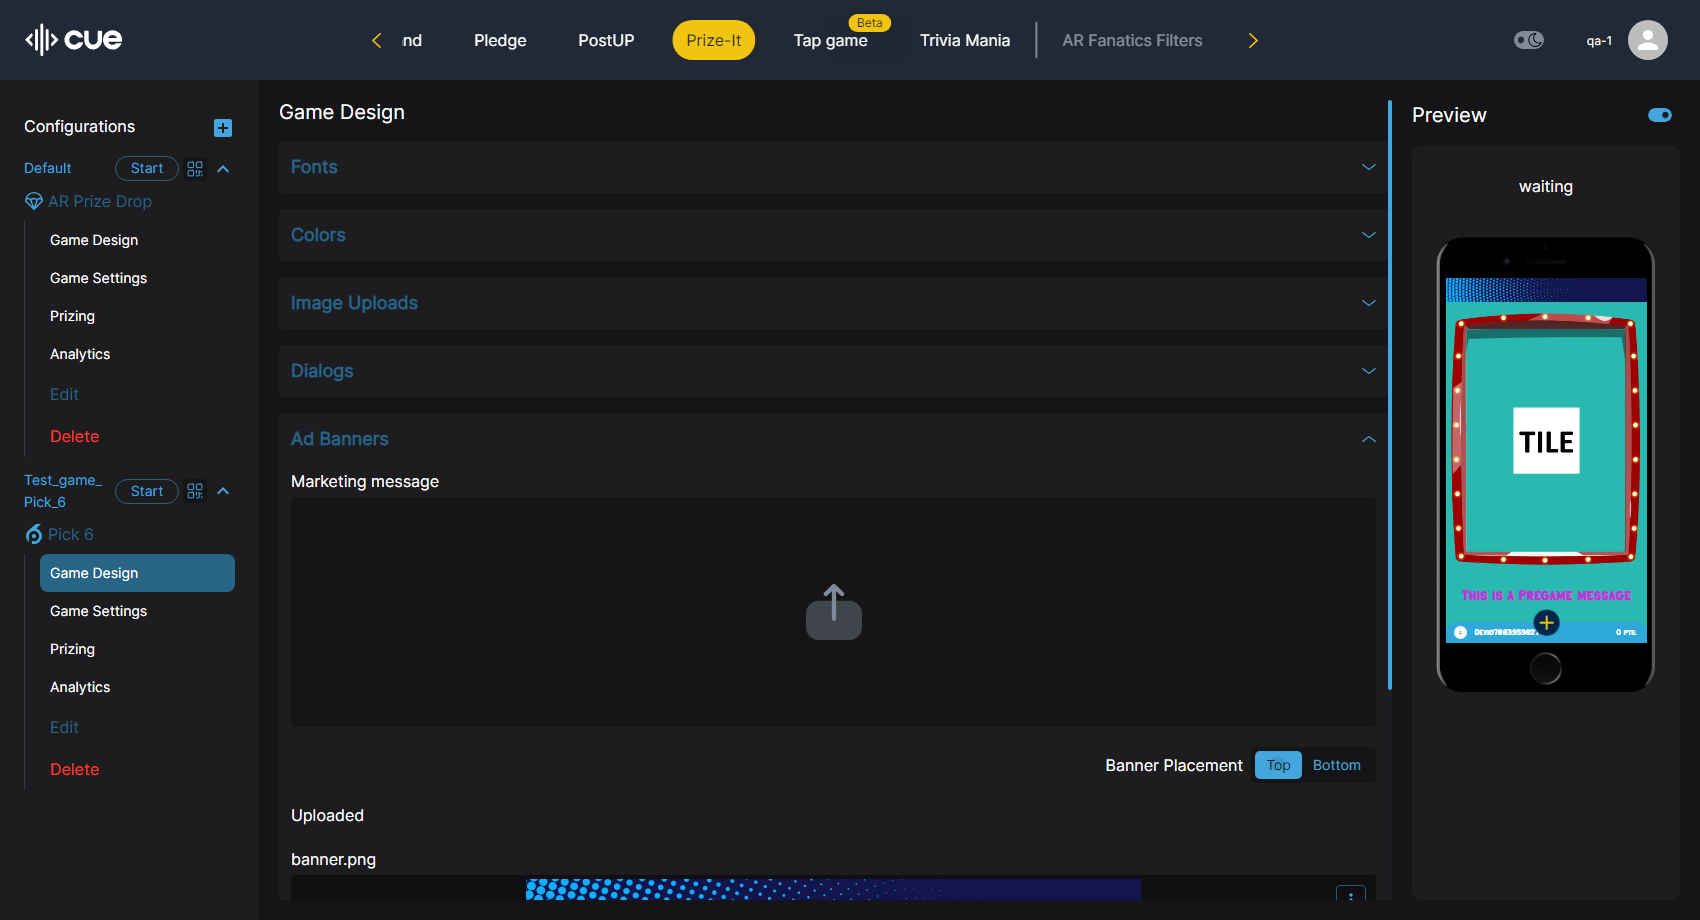 cue
nd
Pledge
PostUP
Prize-It
Beta
Tap game
Trivia Mania
AR Fanatics Filters
qa-1
Configurations
Default
Start
AR Prize Drop
Game Design
Game Settings
Prizing
Analytics
Edit
Delete
Test_game_
Pick_6
Start
Pick 6
Game Design
Game Settings
Prizing
Analytics
Edit
Delete
Game Design
Fonts
Colors
Image Uploads
Dialogs
Ad Banners
Marketing message
Banner Placement
Top
Bottom
Uploaded
banner.png
Preview
waiting
TILE
This is a Pregame message
0 pts.